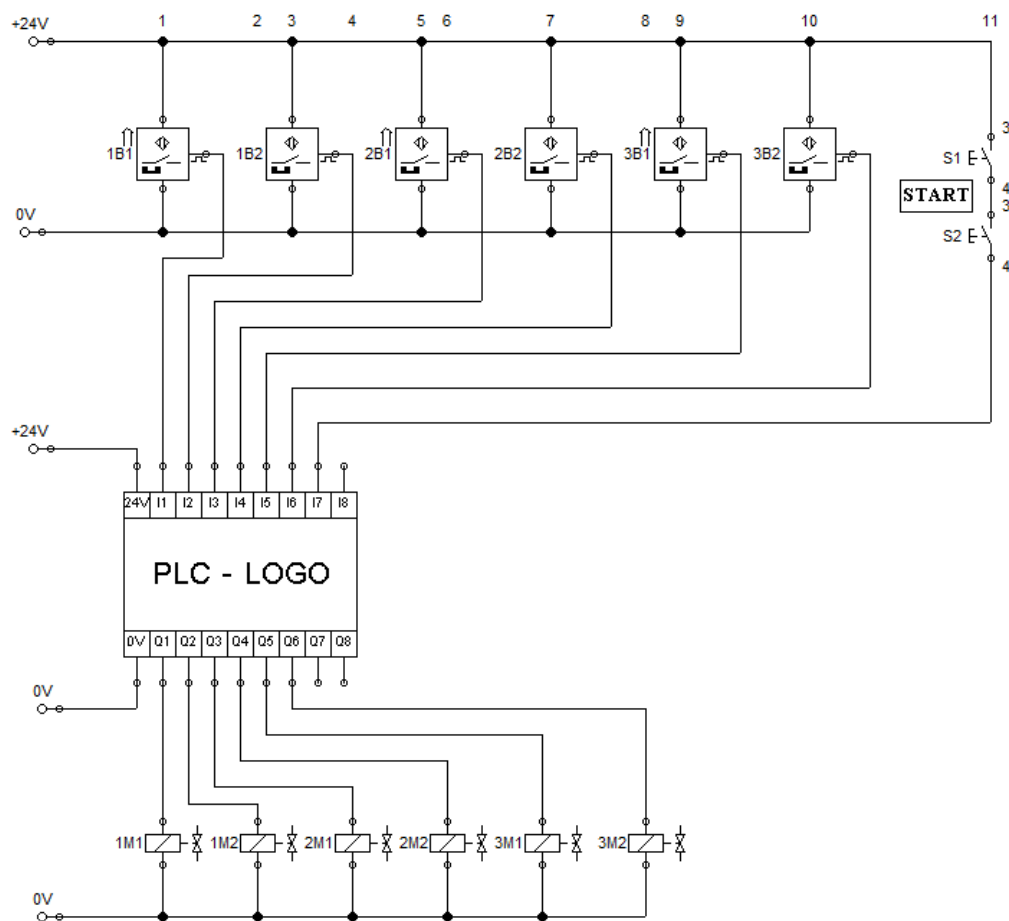 1 2 3 4 5 6 7 8 9 10 11
+24V
3
1B1 1B2 2B1 2B2 3B1 3B2 S1
4
START
3
0V
S2
4
+24V
24V I1 I2 I3 I4 I5 I6 I7 I8
PLC - LOGO
0V Q1 Q2 Q3 Q4 Q5 Q6 Q7 Q8
0V
1M1 1M2 2M1 2M2 3M1 3M2
0V